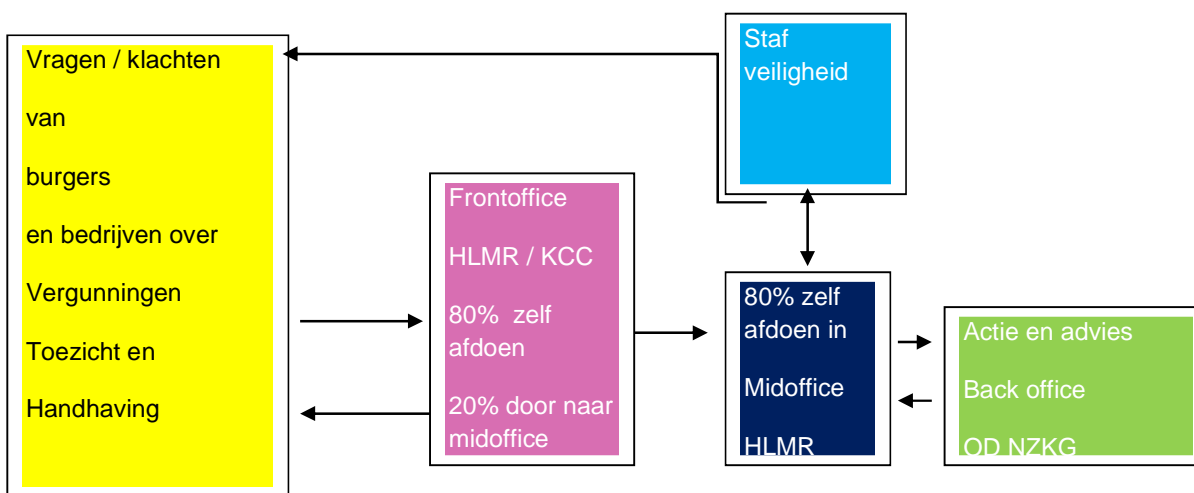 Vragen / klachten
van
burgers
en bedrijven over
Vergunningen
Toezicht en
Handhaving
Frontoffice
HLMR / KCC
80% zelf
afdoen
20% door naar
midoffice
Staf
veiligheid
80% zelf
afdoen in
Midoffice
HLMR
Actie en advies
Back office
OD NZKG